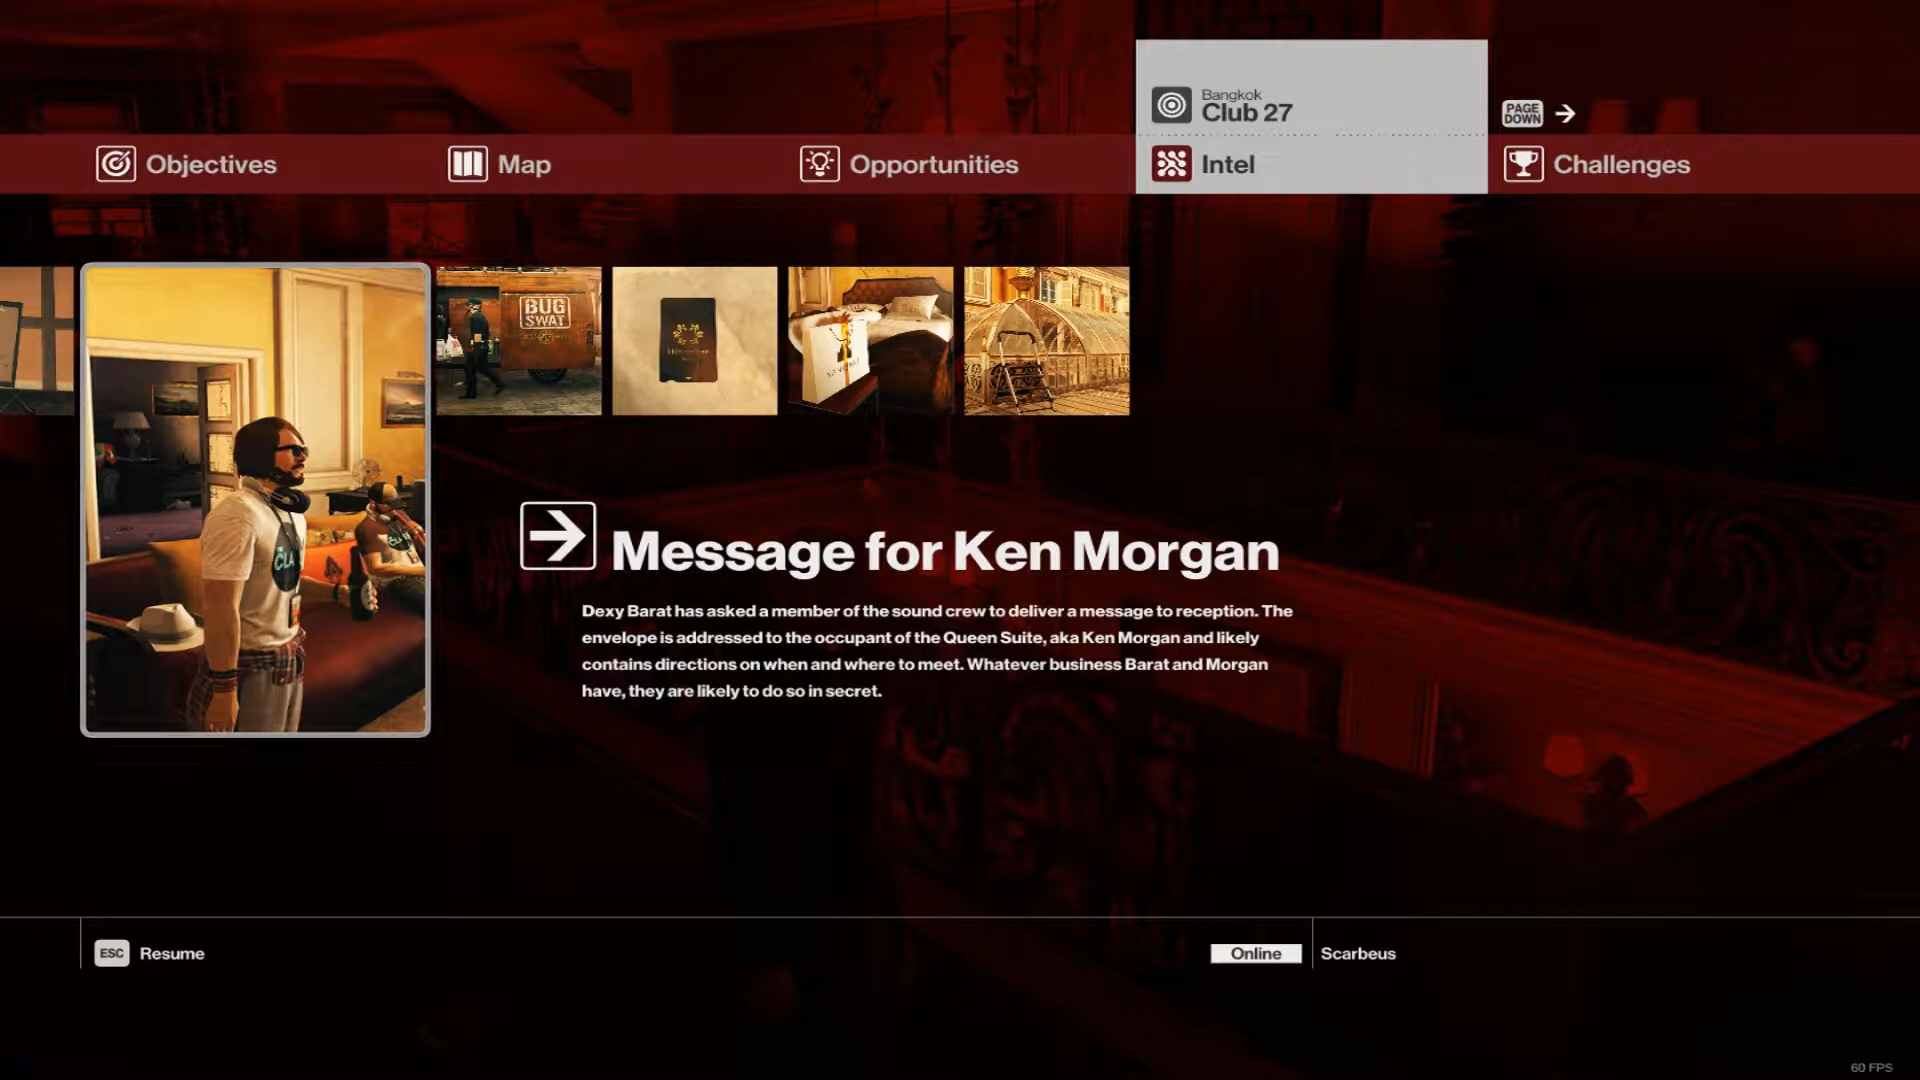 Bangkok
Club 27
PAGE DOWN
Objectives
Map
Opportunities
Intel
Challenges
BUG
SWAT
CLA
Message for Ken Morgan
Dexy Barat has asked a member of the sound crew to deliver a message to reception. The
envelope is addressed to the occupant of the Queen Suite, aka Ken Morgan and likely
contains directions on when and where to meet. Whatever business Barat and Morgan
have, they are likely to do so in secret.
ESC Resume
Online
Scarbeus
60 FPS